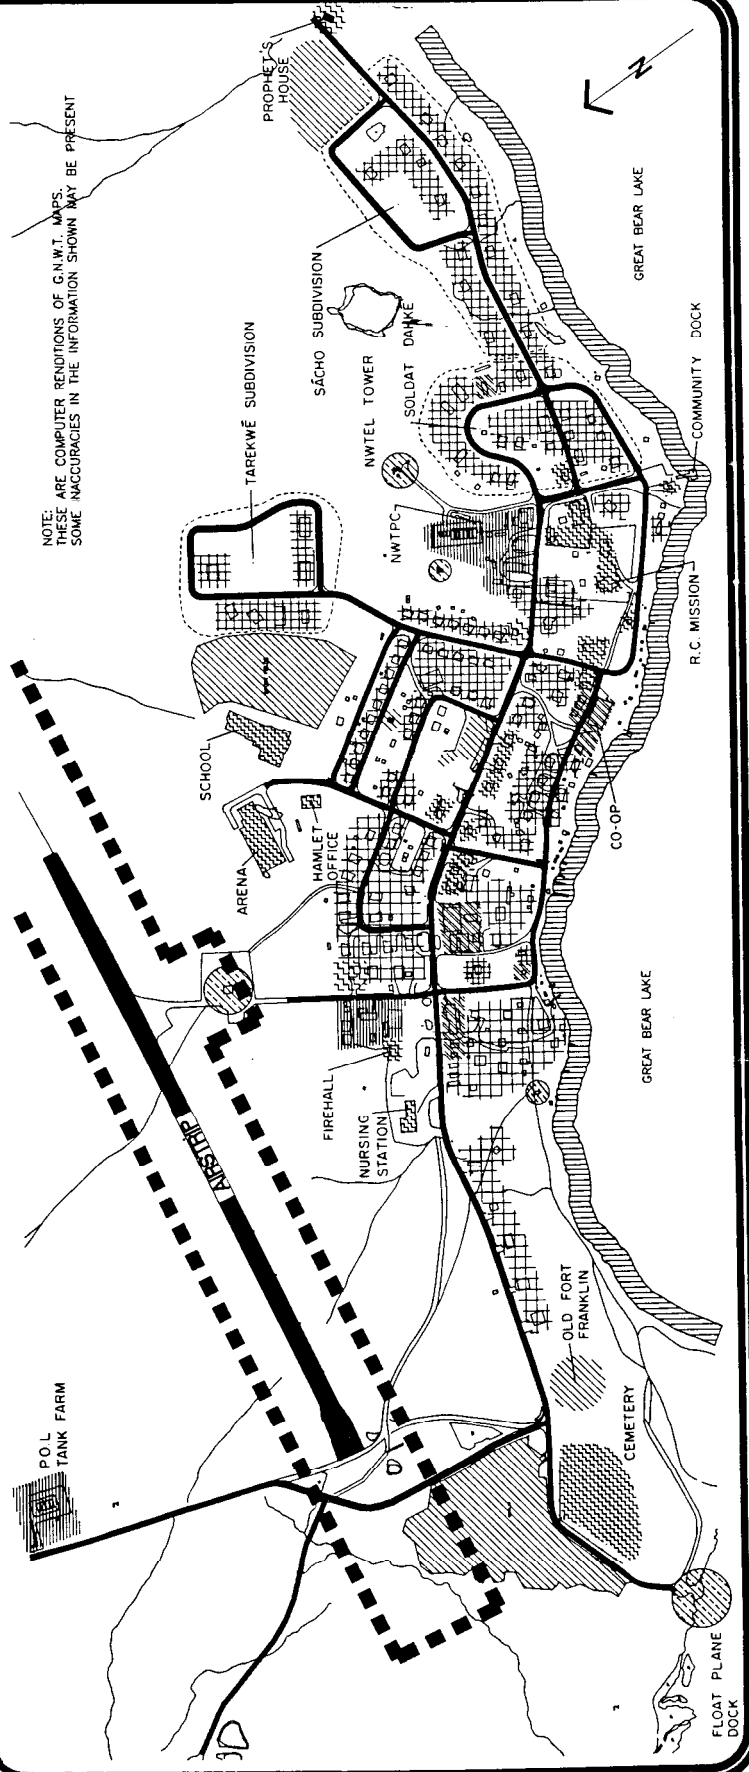 NOTE:
THESE ARE COMPUTER RENDITIONS OF G.N.W.T. MAPS.
SOME INACCURACIES IN THE INFORMATION SHOWN MAY BE PRESENT
P.O.L
TANK FARM
AIRSTRIP
ARENA
SCHOOL
HAMLET
OFFICE
FIREHALL
NURSING
STATION
TAREKWÉ SUBDIVISION
SÁCHO SUBDIVISION
PROPHET'S
HOUSE
NWTEL TOWER
SOLDAT DAHKE
NWTPC
N
GREAT BEAR LAKE
COMMUNITY DOCK
R.C. MISSION
CO-OP
GREAT BEAR LAKE
OLD FORT
FRANKLIN
CEMETERY
FLOAT PLANE
DOCK